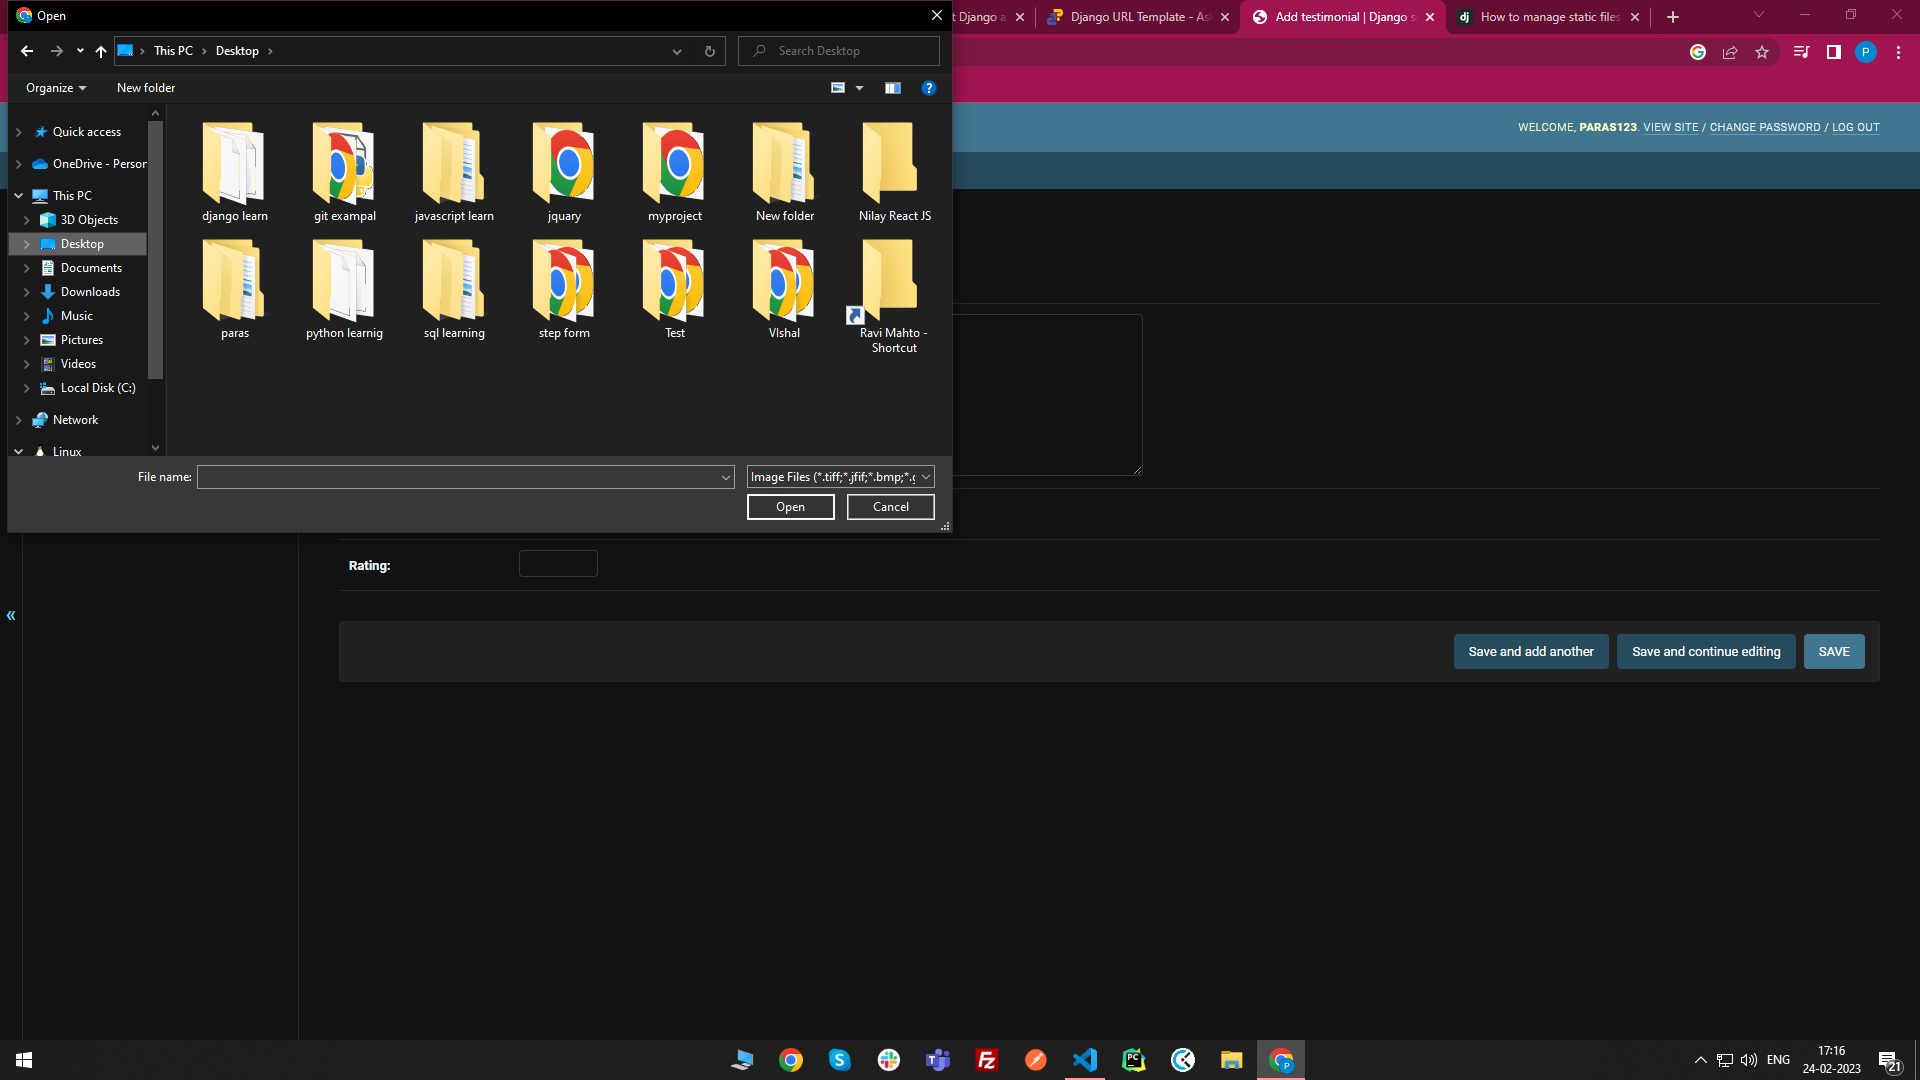 Open
This PC
Desktop
Search Desktop
Organize
New folder
Quick access
OneDrive - Person
This PC
3D Objects
Desktop
Documents
Downloads
Music
Pictures
Videos
Local Disk (C:)
Network
Linux
django learn
git exampal
javascript learn
jquary
myproject
New folder
Nilay React JS
paras
python learnig
sql learning
step form
Test
VIshal
Ravi Mahto -
Shortcut
File name:
Image Files (*.tiff;*.jfif;*.bmp;*.g
Open
Cancel
t Django a
Django URL Template - As
Add testimonial | Django s
dj
How to manage static files
P
WELCOME, PARAS123. VIEW SITE / CHANGE PASSWORD / LOG OUT
Rating:
«
Save and add another
Save and continue editing
SAVE
ENG
17:16
24-02-2023
21